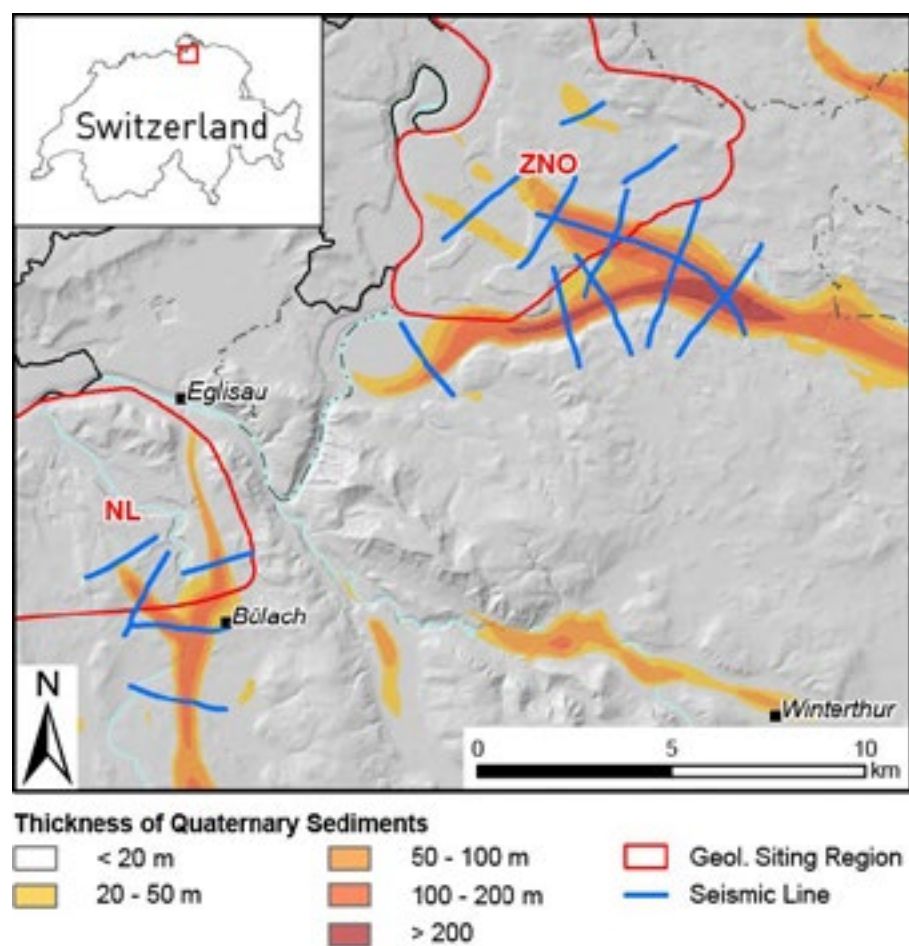 Switzerland
ZNO
Eglisau
NL
Bülach
N
Winterthur
0 5 10
km
Thickness of Quaternary Sediments
< 20 m
20 - 50 m
50 - 100 m
100 - 200 m
> 200
Geol. Siting Region
Seismic Line